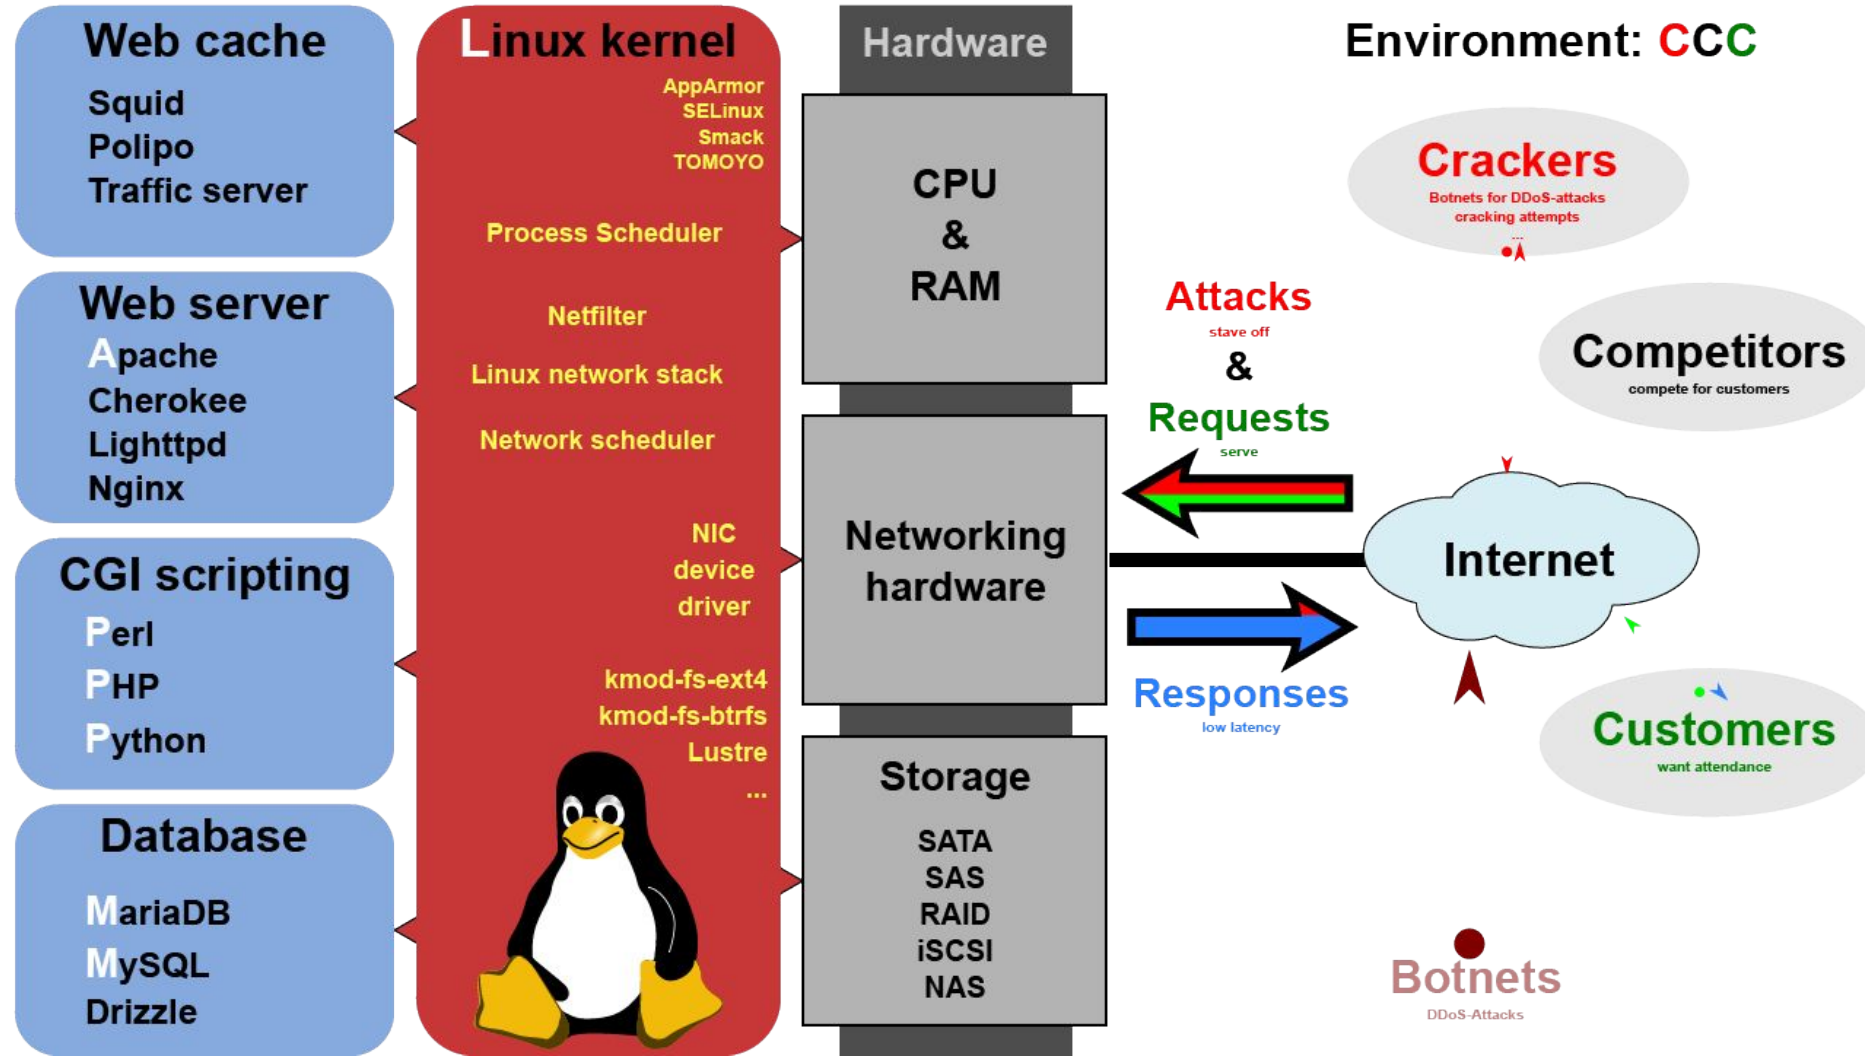 Web cache
Squid
Polipo
Traffic server
Web server
Apache
Cherokee
Lighttpd
Nginx
CGI scripting
Perl
PHP
Python
Database
MariaDB
MySQL
Drizzle
Linux kernel
AppArmor
SELinux
Smack
TOMOYO
Process Scheduler
Netfilter
Linux network stack
Network scheduler
NIC
device
driver
kmod-fs-ext4
kmod-fs-btrfs
Lustre
...
Hardware
CPU
&
RAM
Networking
hardware
Storage
SATA
SAS
RAID
iSCSI
NAS
Environment: CCC
Crackers
Botnets for DDoS-attacks
cracking attempts
...
Attacks
stave off
&
Requests
serve
Competitors
compete for customers
Internet
Responses
low latency
Customers
want attendance
Botnets
DDoS-Attacks